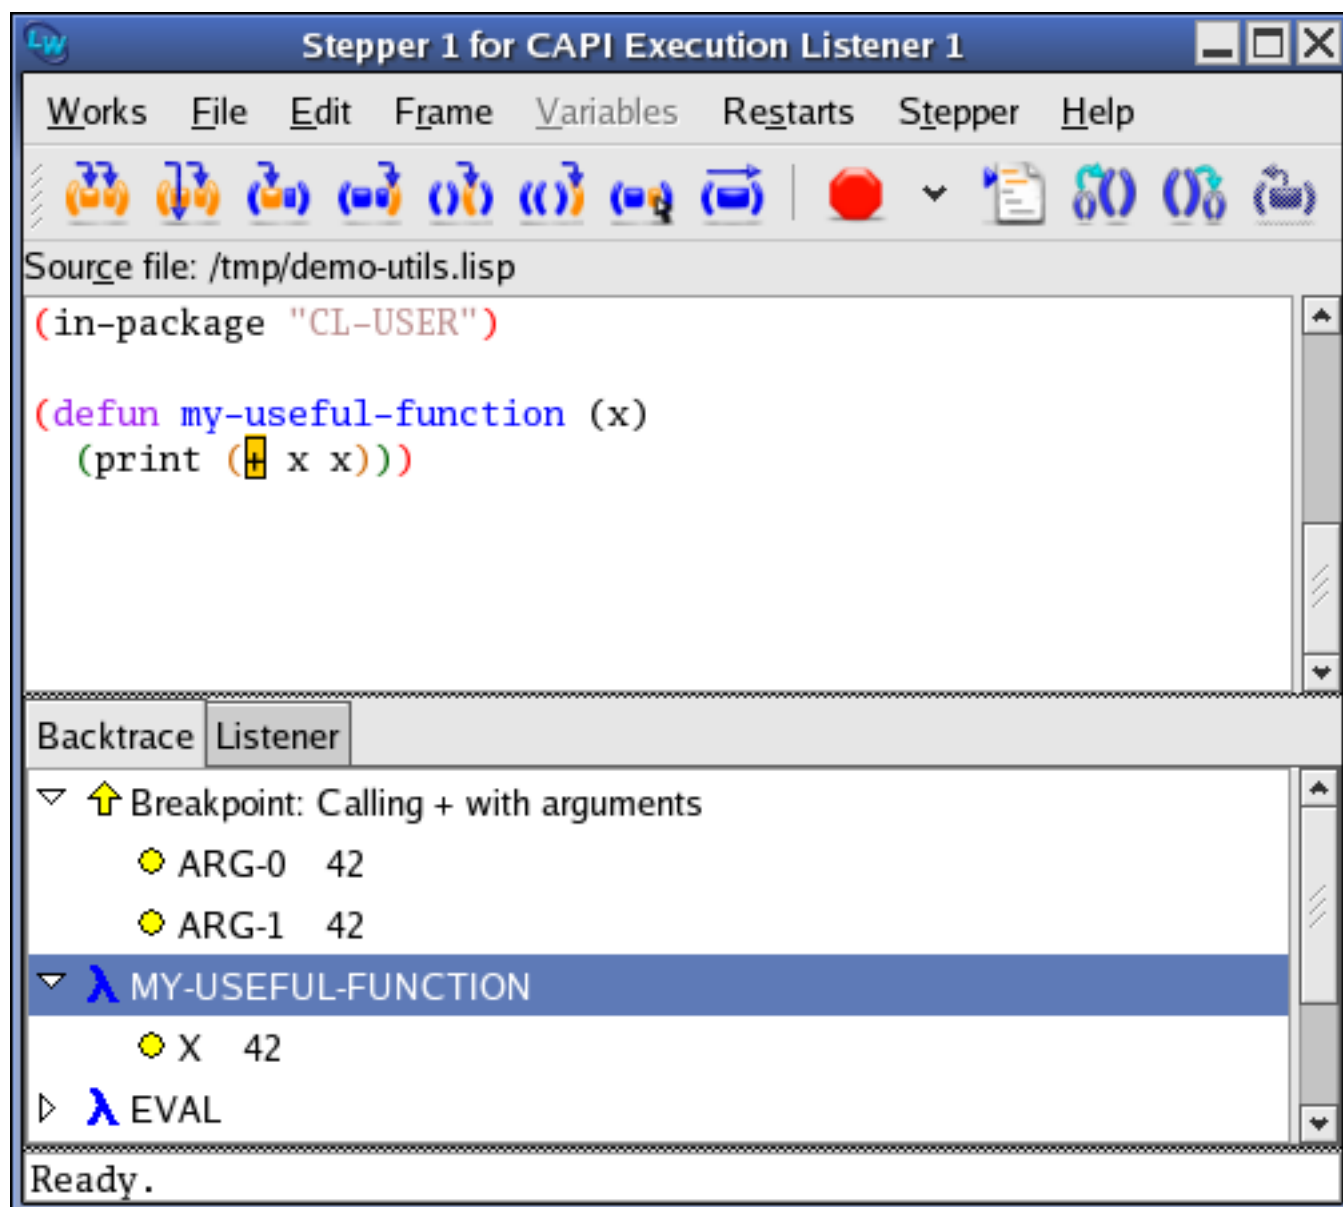 LW Stepper 1 for CAPI Execution Listener 1
Works File Edit Frame Variables Restarts Stepper Help
Source file: /tmp/demo-utils.lisp
(in-package "CL-USER")
(defun my-useful-function (x)
(print (+ x x)))
Backtrace Listener
Breakpoint: Calling + with arguments
ARG-0 42
ARG-1 42
λ MY-USEFUL-FUNCTION
X 42
λ EVAL
Ready.